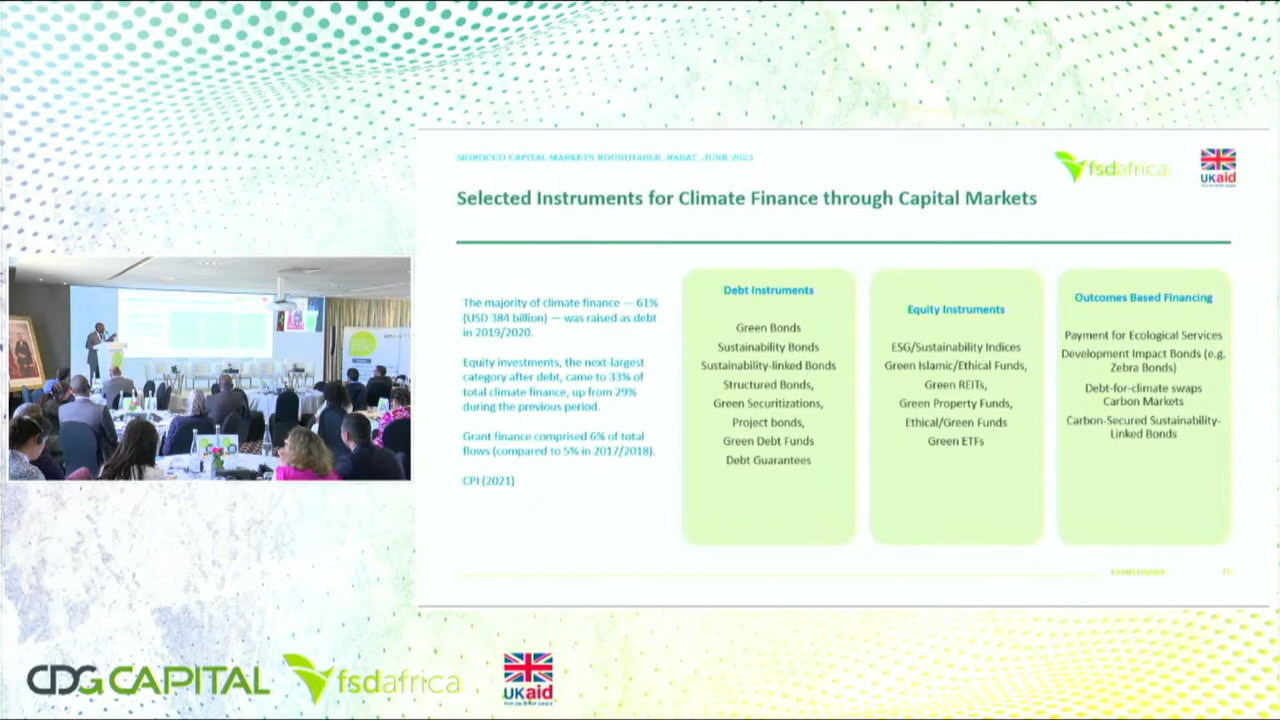 MOROCCO CAPITAL MARKETS ROUNDTABLE, RABAT, JUNE 2023
fsdafrica
UKaid
Selected Instruments for Climate Finance through Capital Markets
The majority of climate finance — 61%
(USD 384 billion) — was raised as debt
in 2019/2020.
Equity investments, the next-largest
category after debt, came to 33% of
total climate finance, up from 29%
during the previous period.
Grant finance comprised 6% of total
flows (compared to 5% in 2017/2018).
CPI (2021)
Debt Instruments
Green Bonds
Sustainability Bonds
Sustainability-linked Bonds
Structured Bonds,
Green Securitizations,
Project bonds,
Green Debt Funds
Debt Guarantees
Equity Instruments
ESG/Sustainability Indices
Green Islamic/Ethical Funds,
Green REITs,
Green Property Funds,
Ethical/Green Funds
Green ETFs
Outcomes Based Financing
Payment for Ecological Services
Development Impact Bonds (e.g.
Zebra Bonds)
Debt-for-climate swaps
Carbon Markets
Carbon-Secured Sustainability-
Linked Bonds
CDG CAPITAL
fsdafrica
UKaid